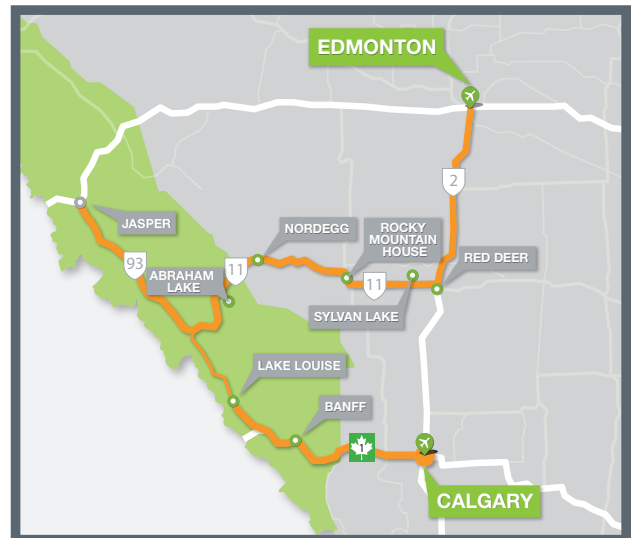 EDMONTON
2
JASPER
NORDEGG
ROCKY
MOUNTAIN
HOUSE
RED DEER
93
ABRAHAM
LAKE
11
11
SYLVAN LAKE
LAKE LOUISE
BANFF
1
CALGARY